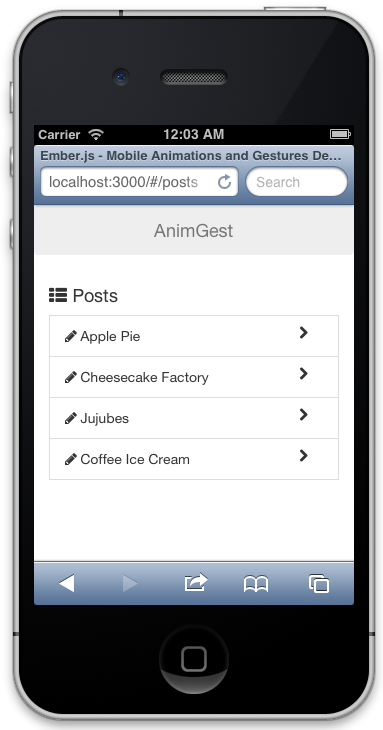 Carrier 12:03 AM
Ember.js - Mobile Animations and Gestures De...
localhost:3000/#/posts Search
AnimGest
Posts
Apple Pie
Cheesecake Factory
Jujubes
Coffee Ice Cream